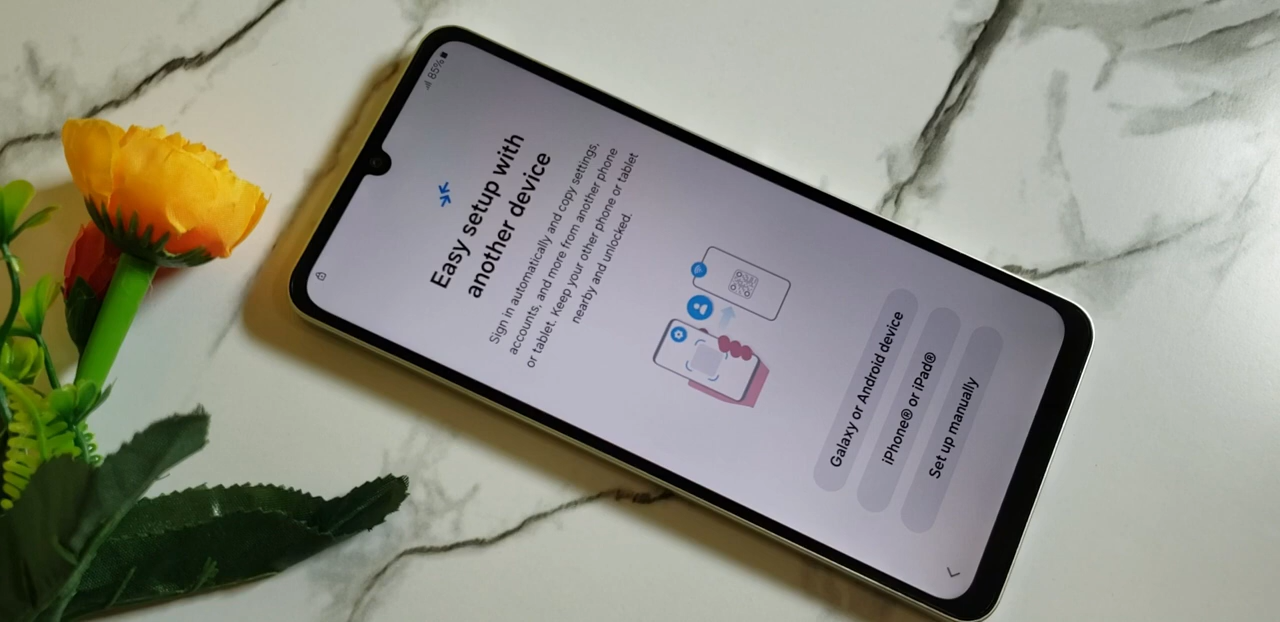 85%
Easy setup with
another device
Sign in automatically and copy settings,
accounts, and more from another phone
or tablet. Keep your other phone or tablet
nearby and unlocked.
Galaxy or Android device
iPhone® or iPad®
Set up manually